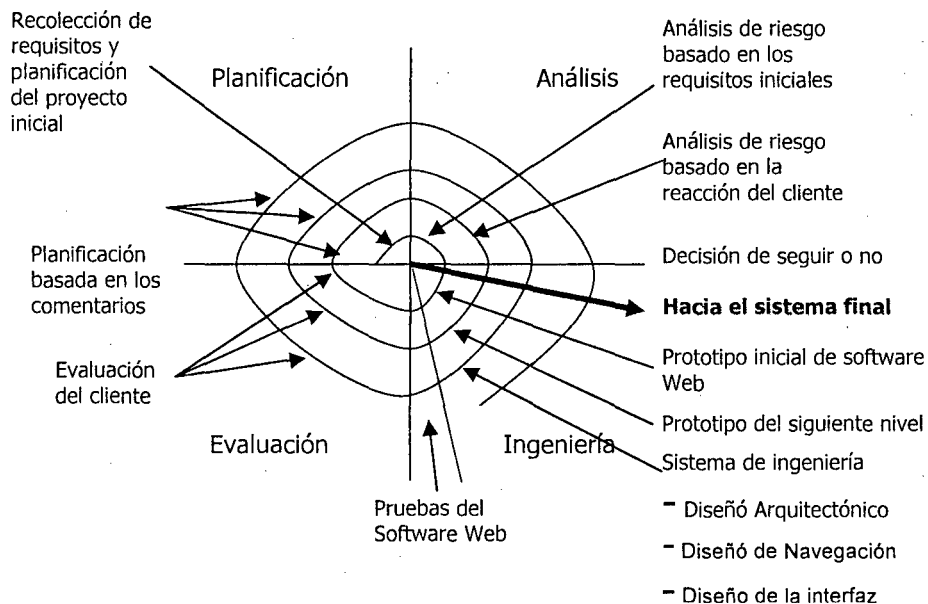 Recolección de
requisitos y
planificación
del proyecto
inicial
Planificación
Análisis
Análisis de riesgo
basado en los
requisitos iniciales
Análisis de riesgo
basado en la
reacción del cliente
Planificación
basada en los
comentarios
Decisión de seguir o no
Hacia el sistema final
Evaluación
del cliente
Prototipo inicial de software
Web
Prototipo del siguiente nivel
Evaluación
Ingeniería
Sistema de ingeniería
Pruebas del
Software Web
- Diseñó Arquitectónico
- Diseñó de Navegación
- Diseño de la interfaz